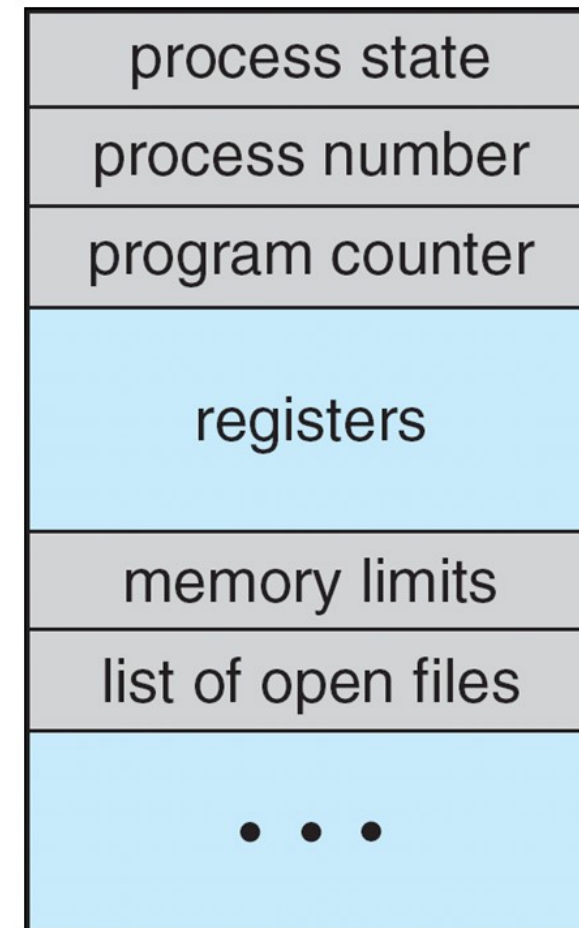 process state
process number
program counter
registers
memory limits
list of open files
• • •